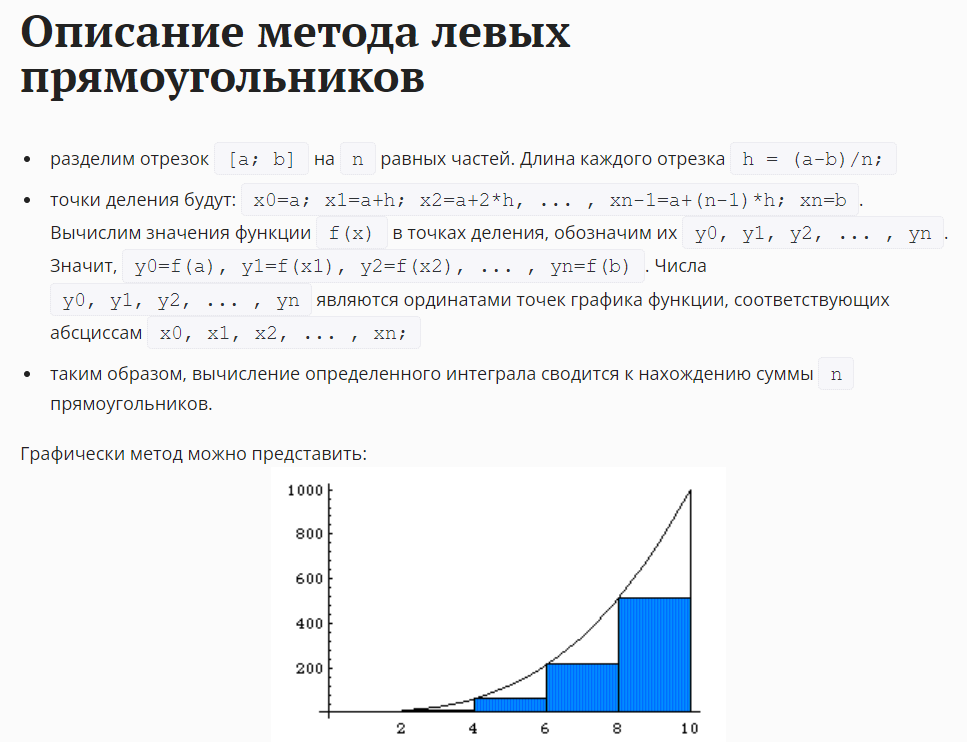 Описание метода левых
прямоугольников
разделим отрезок [a; b] на n равных частей. Длина каждого отрезка h = (a-b)/n;
точки деления будут: x0=a; x1=a+h; x2=a+2*h, ... , xn-1=a+(n-1)*h; xn=b .
Вычислим значения функции f(x) в точках деления, обозначим их y0, y1, y2, ... , yn .
Значит, y0=f(a), y1=f(x1), y2=f(x2), ... , yn=f(b) . Числа
y0, y1, y2, ... , yn являются ординатами точек графика функции, соответствующих
абсциссам x0, x1, x2, ... , xn;
таким образом, вычисление определенного интеграла сводится к нахождению суммы n
прямоугольников.
Графически метод можно представить:
1000
800
600
400
200
2 4 6 8 10